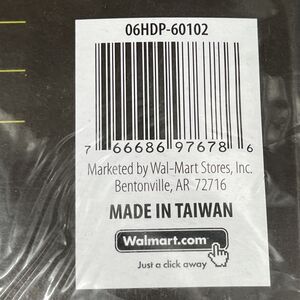 06HDP-60102
7 66686 97678 6
Marketed by Wal-Mart Stores, Inc.
Bentonville, AR 72716
MADE IN TAIWAN
Walmart.com
Just a click away